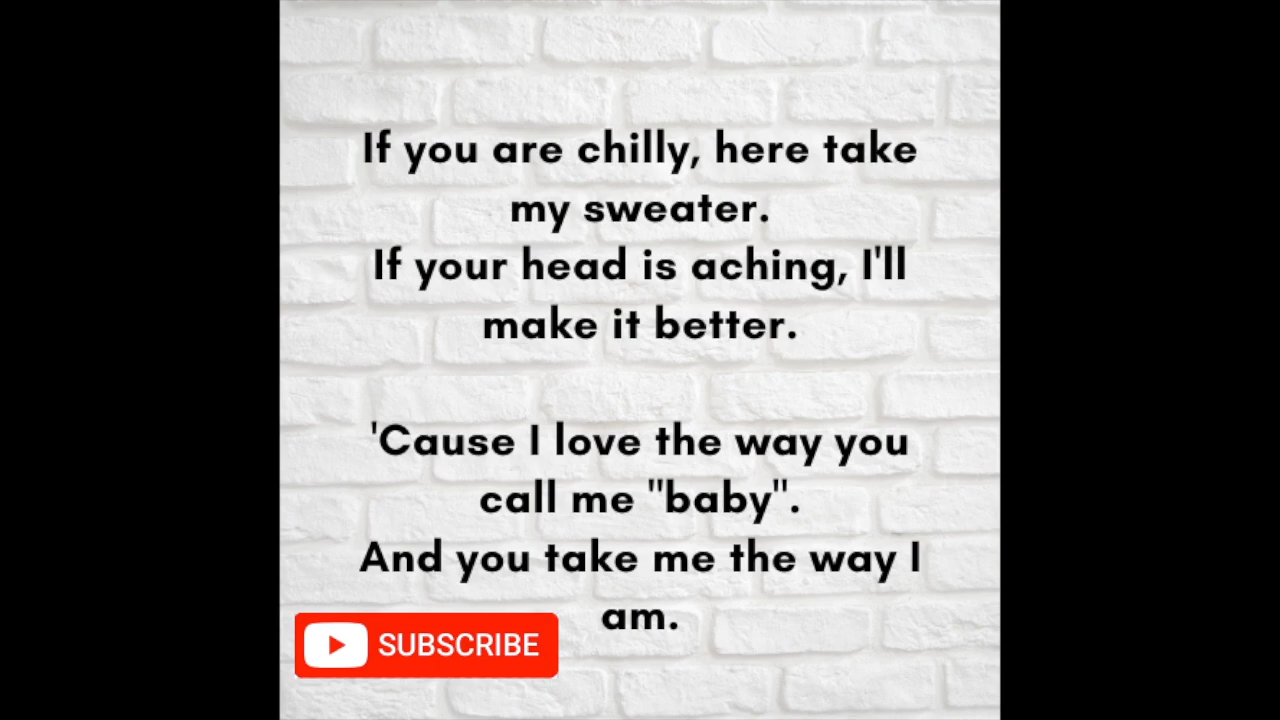 If you are chilly, here take
my sweater.
If your head is aching, I'll
make it better.
'Cause I love the way you
call me "baby".
And you take me the way I
am.
SUBSCRIBE